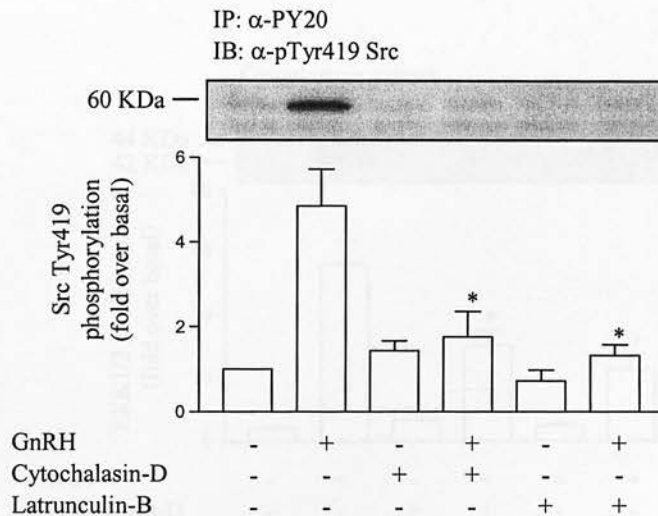 IP: α-PY20
IB: α-pTyr419 Src
60 KDa
6
4
2
0
Src Tyr419
phosphorylation
(fold over basal)
*
*
GnRH - + - + - +
Cytochalasin-D - - + + - -
Latrunculin-B - - - - + +